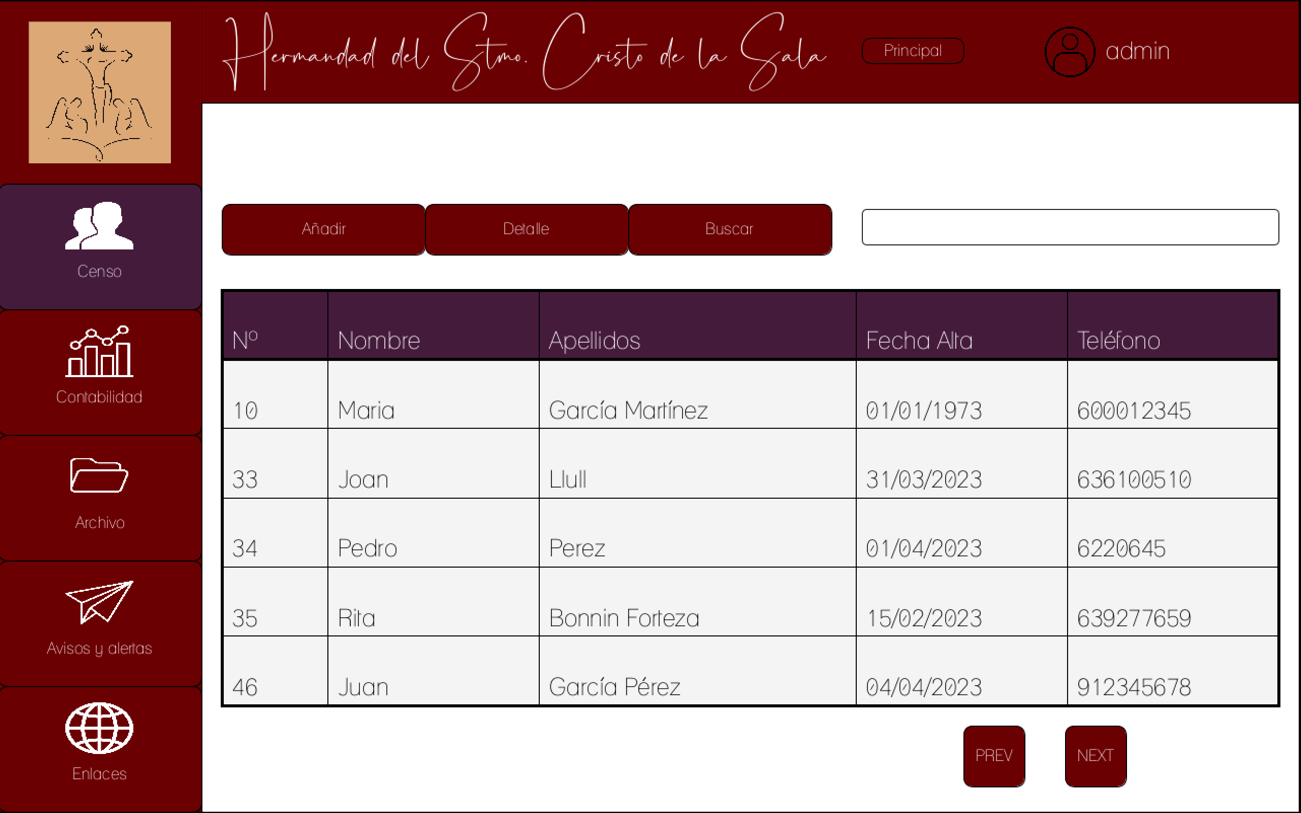 Hermandad del Stmo. Cristo de la Sala
Principal
admin
Censo
Contabilidad
Archivo
Avisos y alertas
Enlaces
Añadir Detalle Buscar
Nº Nombre Apellidos Fecha Alta Teléfono
10 Maria García Martínez 01/01/1973 600012345
33 Joan Llull 31/03/2023 636100510
34 Pedro Perez 01/04/2023 6220645
35 Rita Bonnin Forteza 15/02/2023 639277659
46 Juan García Pérez 04/04/2023 912345678
PREV NEXT